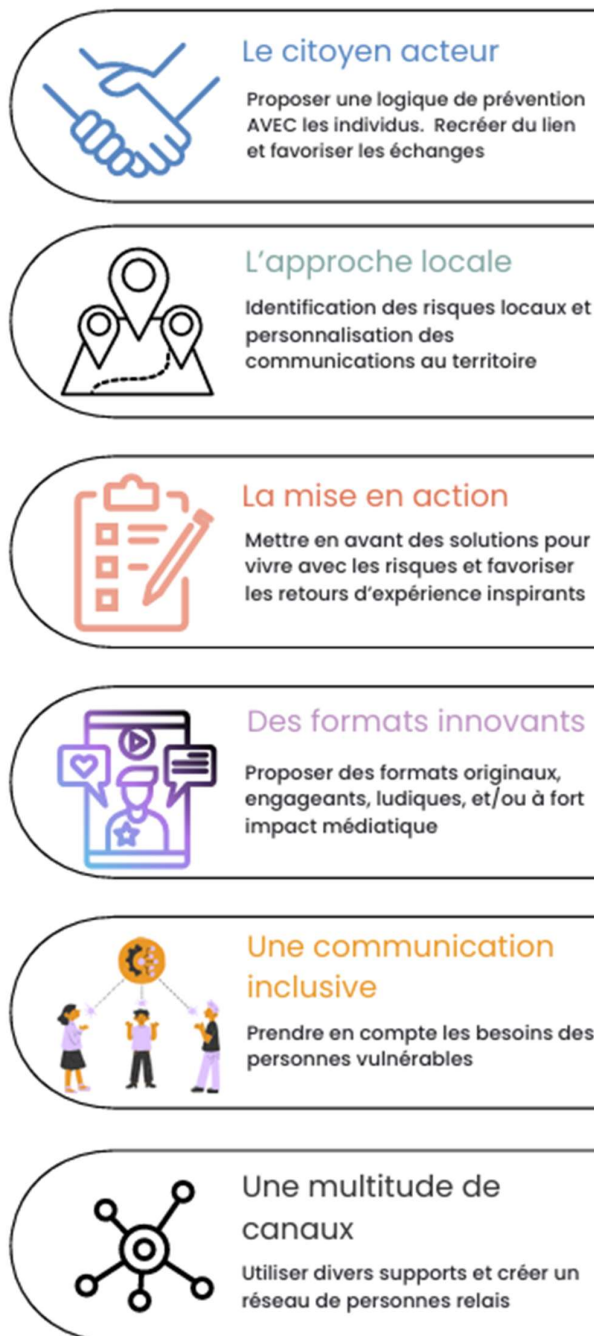 Le citoyen acteur
Proposer une logique de prévention
AVEC les individus. Recréer du lien
et favoriser les échanges
L'approche locale
Identification des risques locaux et
personnalisation des
communications au territoire
La mise en action
Mettre en avant des solutions pour
vivre avec les risques et favoriser
les retours d'expérience inspirants
Des formats innovants
Proposer des formats originaux,
engageants, ludiques, et/ou à fort
impact médiatique
Une communication
inclusive
Prendre en compte les besoins des
personnes vulnérables
Une multitude de
canaux
Utiliser divers supports et créer un
réseau de personnes relais